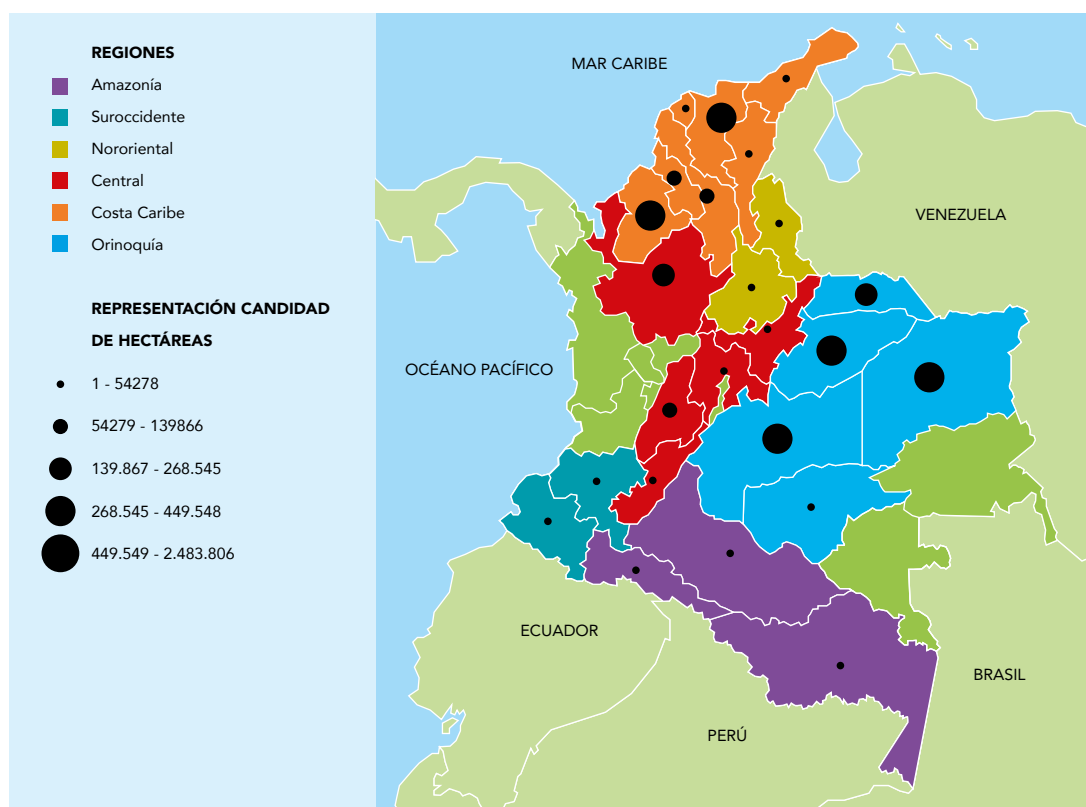 REGIONES
Amazonía
Suroccidente
Nororiental
Central
Costa Caribe
Orinoquía
REPRESENTACIÓN CANDIDAD
DE HECTÁREAS
1 - 54278
54279 - 139866
139.867 - 268.545
268.545 - 449.548
449.549 - 2.483.806
MAR CARIBE
VENEZUELA
OCÉANO PACÍFICO
ECUADOR
BRASIL
PERÚ